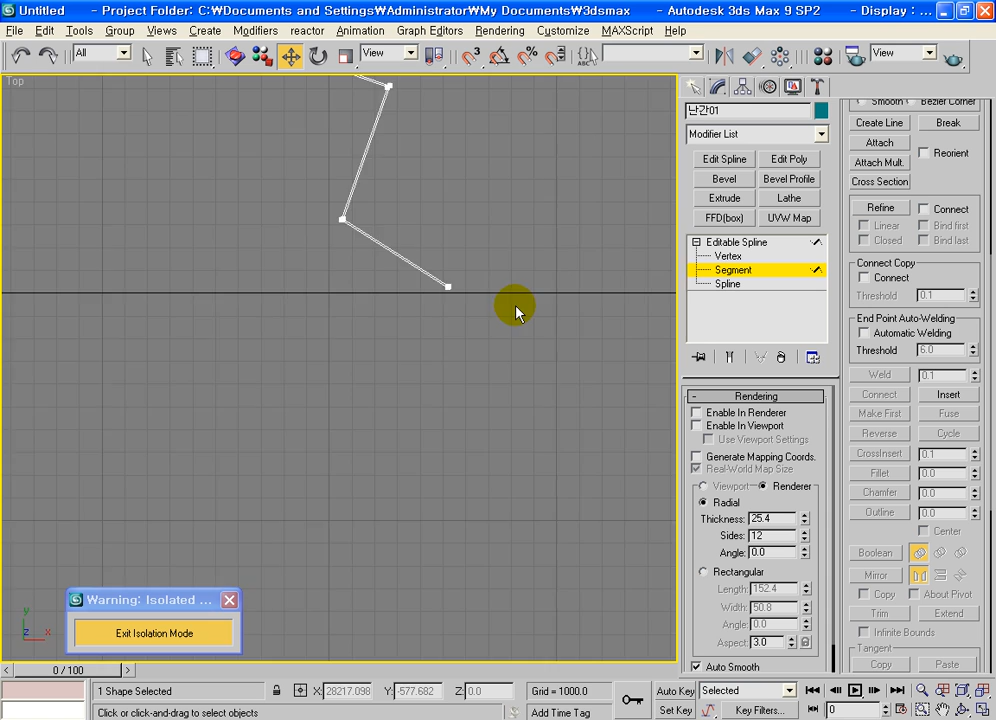 Untitled - Project Folder: C:₩Documents and Settings₩Administrator₩My Documents₩3dsmax - Autodesk 3ds Max 9 SP2 - Display : ...
File Edit Tools Group Views Create Modifiers reactor Animation Graph Editors Rendering Customize MAXScript Help
All View View
Top
난간01
Modifier List
Edit Spline Edit Poly
Bevel Bevel Profile
Extrude Lathe
FFD(box) UVW Map
Editable Spline
Vertex
Segment
Spline
Rendering
Enable In Renderer
Enable In Viewport
Use Viewport Settings
Generate Mapping Coords.
Real-World Map Size
Viewport Renderer
Radial
Thickness: 25.4
Sides: 12
Angle: 0.0
Rectangular
Length: 152.4
Width: 50.8
Angle: 0.0
Aspect: 3.0
Auto Smooth
Smooth Bezier Corner
Create Line Break
Attach
Reorient
Attach Mult.
Cross Section
Refine Connect
Linear Bind first
Closed Bind last
Connect Copy
Connect
Threshold 0.1
End Point Auto-Welding
Automatic Welding
Threshold 6.0
Weld 0.1
Connect Insert
Make First Fuse
Reverse Cycle
CrossInsert 0.1
Fillet 0.0
Chamfer 0.0
Outline 0.0
Center
Boolean
Mirror
Copy About Pivot
Trim Extend
Infinite Bounds
Tangent
Copy Paste
Warning: Isolated ...
Exit Isolation Mode
y
z x
0 / 100
1 Shape Selected X: 28217.098 Y: -577.682 Z: 0.0 Grid = 1000.0 Auto Key Selected
Click or click-and-drag to select objects Add Time Tag Set Key Key Filters... 0